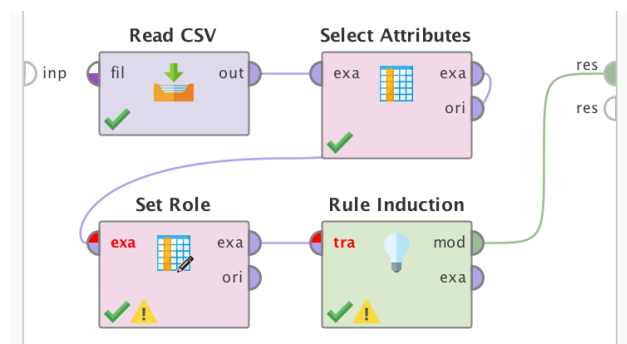 Read CSV
Select Attributes
inp
fil
out
exa
exa
res
ori
res
Set Role
Rule Induction
exa
exa
tra
mod
ori
exa